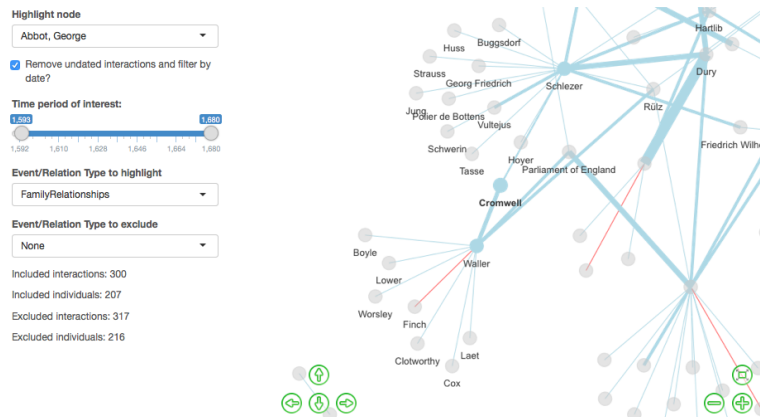 Highlight node
Abbot, George
Remove undated interactions and filter by
date?
Time period of interest:
1,593 1,680
1,592 1,610 1,628 1,646 1,664 1,680
Event/Relation Type to highlight
FamilyRelationships
Event/Relation Type to exclude
None
Included interactions: 300
Included individuals: 207
Excluded interactions: 317
Excluded individuals: 216
Hartlib
Huss
Buggsdorf
Dury
Strauss
Georg Friedrich
Schlezer
Jung
Polier de Bottens
Rülz
Vultejus
Schwerin
Friedrich Wilhe
Hoyer
Tasse
Parliament of England
Cromwell
Boyle
Waller
Lower
Worsley
Finch
Clotworthy
Laet
Cox